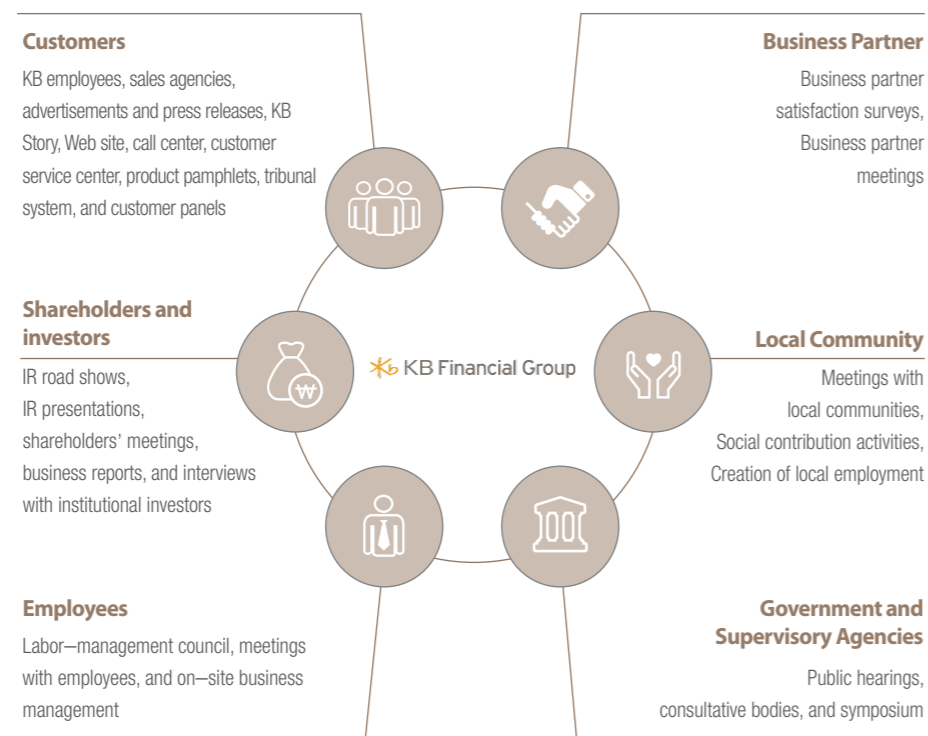 Customers
KB employees, sales agencies,
advertisements and press releases, KB
Story, Web site, call center, customer
service center, product pamphlets, tribunal
system, and customer panels
Business Partner
Business partner
satisfaction surveys,
Business partner
meetings
Shareholders and
investors
IR road shows,
IR presentations,
shareholders' meetings,
business reports, and interviews
with institutional investors
₩
Kb KB Financial Group
Local Community
Meetings with
local communities,
Social contribution activities,
Creation of local employment
Employees
Labor—management council, meetings
with employees, and on—site business
management
Government and
Supervisory Agencies
Public hearings,
consultative bodies, and symposium